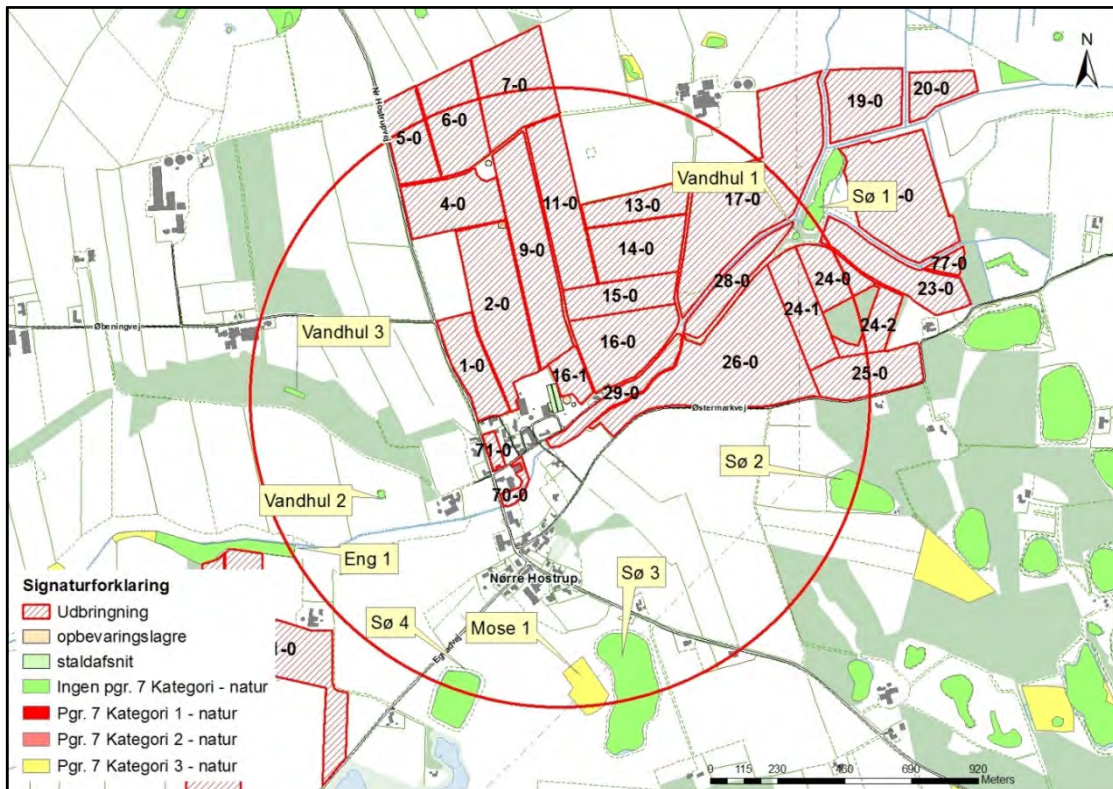 N
7-0
19-0
20-0
6-0
5-0
Nr Hostrupvej
Vandhul 1
Sø 1
4-0
11-0
13-0
17-0
-0
9-0
14-0
77-0
28-0
24-0
23-0
2-0
15-0
Vandhul 3
Øbeningvej
24-1
24-2
16-0
1-0
26-0
16-1
25-0
29-0
Østermarkvej
71-0
Sø 2
70-0
Vandhul 2
Eng 1
Nørre Hostrup
Sø 3
Sø 4
Mose 1
Signaturforklaring
Udbringning
opbevaringslagre
staldafsnit
Ingen pgr. 7 Kategori - natur
Pgr. 7 Kategori 1 - natur
Pgr. 7 Kategori 2 - natur
Pgr. 7 Kategori 3 - natur
1-0
0 115 230 460 690 920
Meters